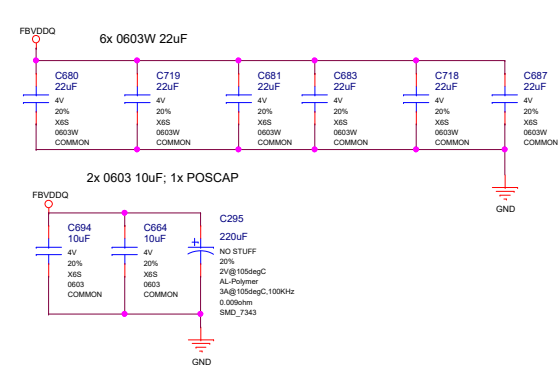 FBVDDQ
6x 0603W 22uF
C680
22uF
4V
20%
X6S
0603W
COMMON
C719
22uF
4V
20%
X6S
0603W
COMMON
C681
22uF
4V
20%
X6S
0603W
COMMON
C683
22uF
4V
20%
X6S
0603W
COMMON
C718
22uF
4V
20%
X6S
0603W
COMMON
C687
22uF
4V
20%
X6S
0603W
COMMON
GND
2x 0603 10uF; 1x POSCAP
FBVDDQ
C694
10uF
4V
20%
X6S
0603
COMMON
C664
10uF
4V
20%
X6S
0603
COMMON
C295
220uF
+
NO STUFF
20%
2V@105degC
AL-Polymer
3A@105degC,100KHz
0.009ohm
SMD_7343
GND